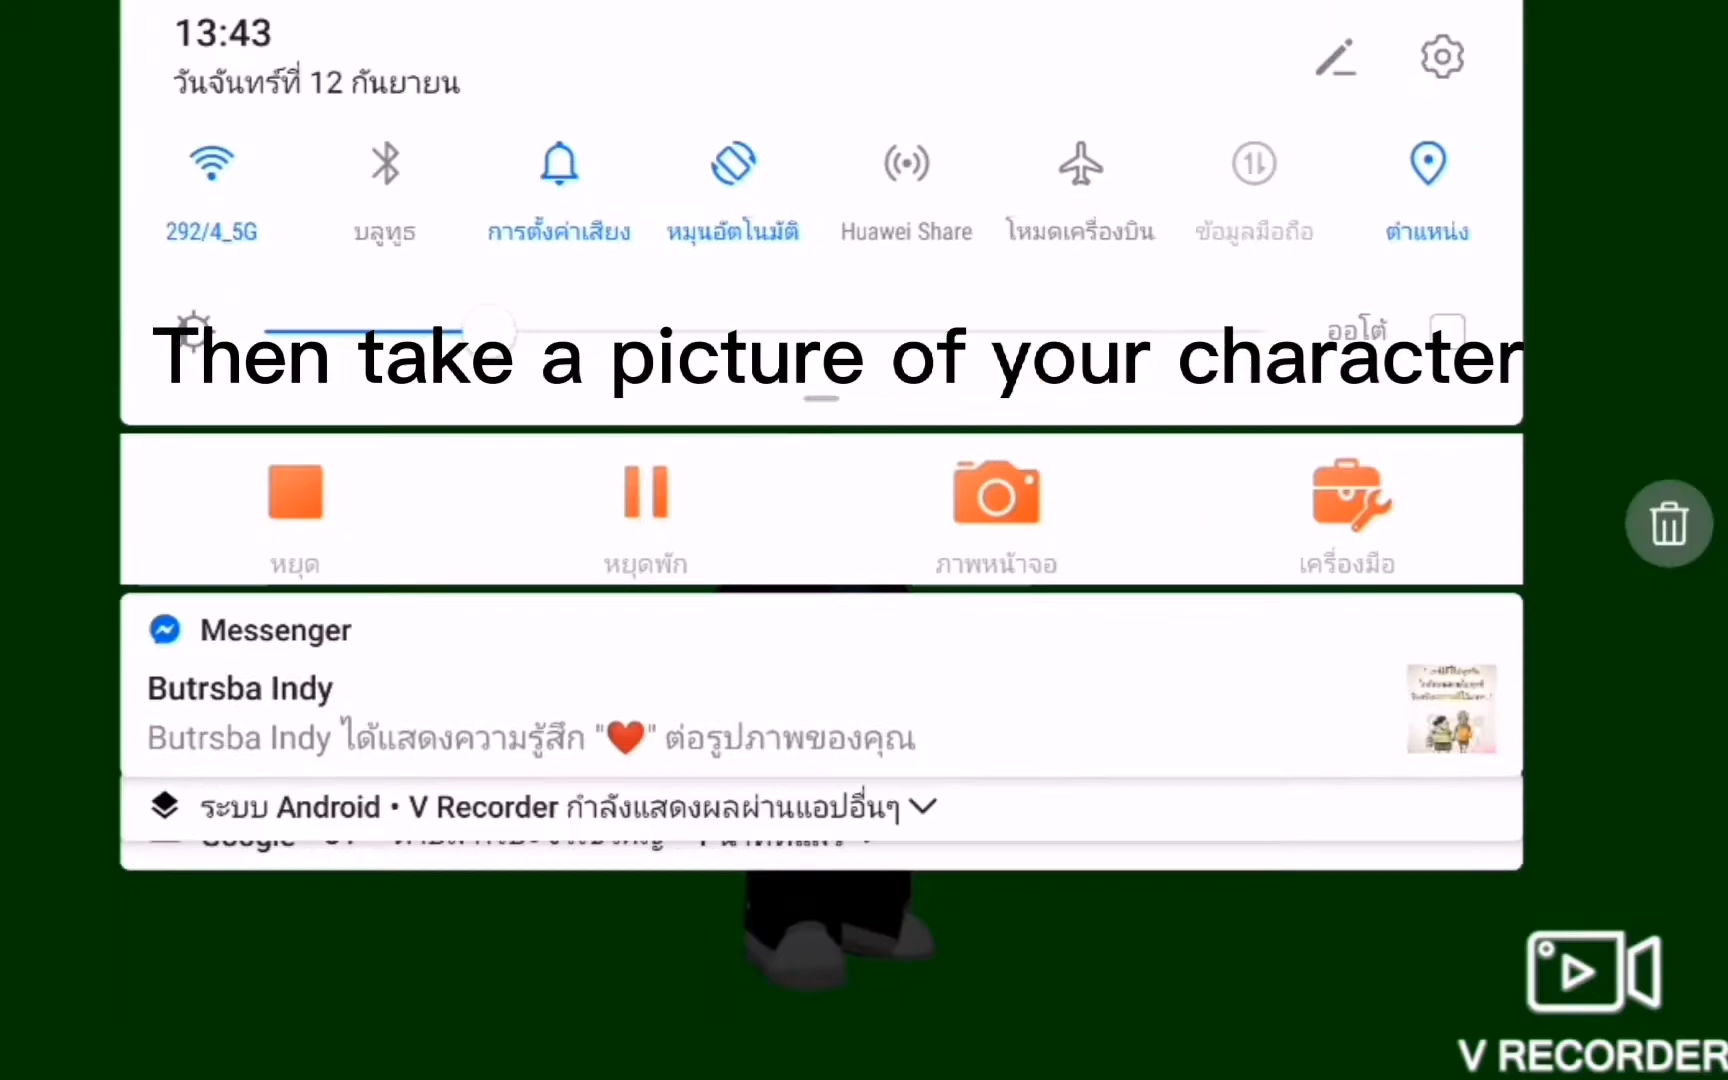 13:43
วันจันทร์ที่ 12 กันยายน
292/4_5G บลูทูธ การตั้งค่าเสียง หมุนอัตโนมัติ Huawei Share โหมดเครื่องบิน ข้อมูลมือถือ ตำแหน่ง
ออโต้
Then take a picture of your character
หยุด หยุดพัก ภาพหน้าจอ เครื่องมือ
Messenger
Butrsba Indy
Butrsba Indy ได้แสดงความรู้สึก "❤️" ต่อรูปภาพของคุณ
ระบบ Android • V Recorder กำลังแสดงผลผ่านแอปอื่นๆ
Google
V RECORDER